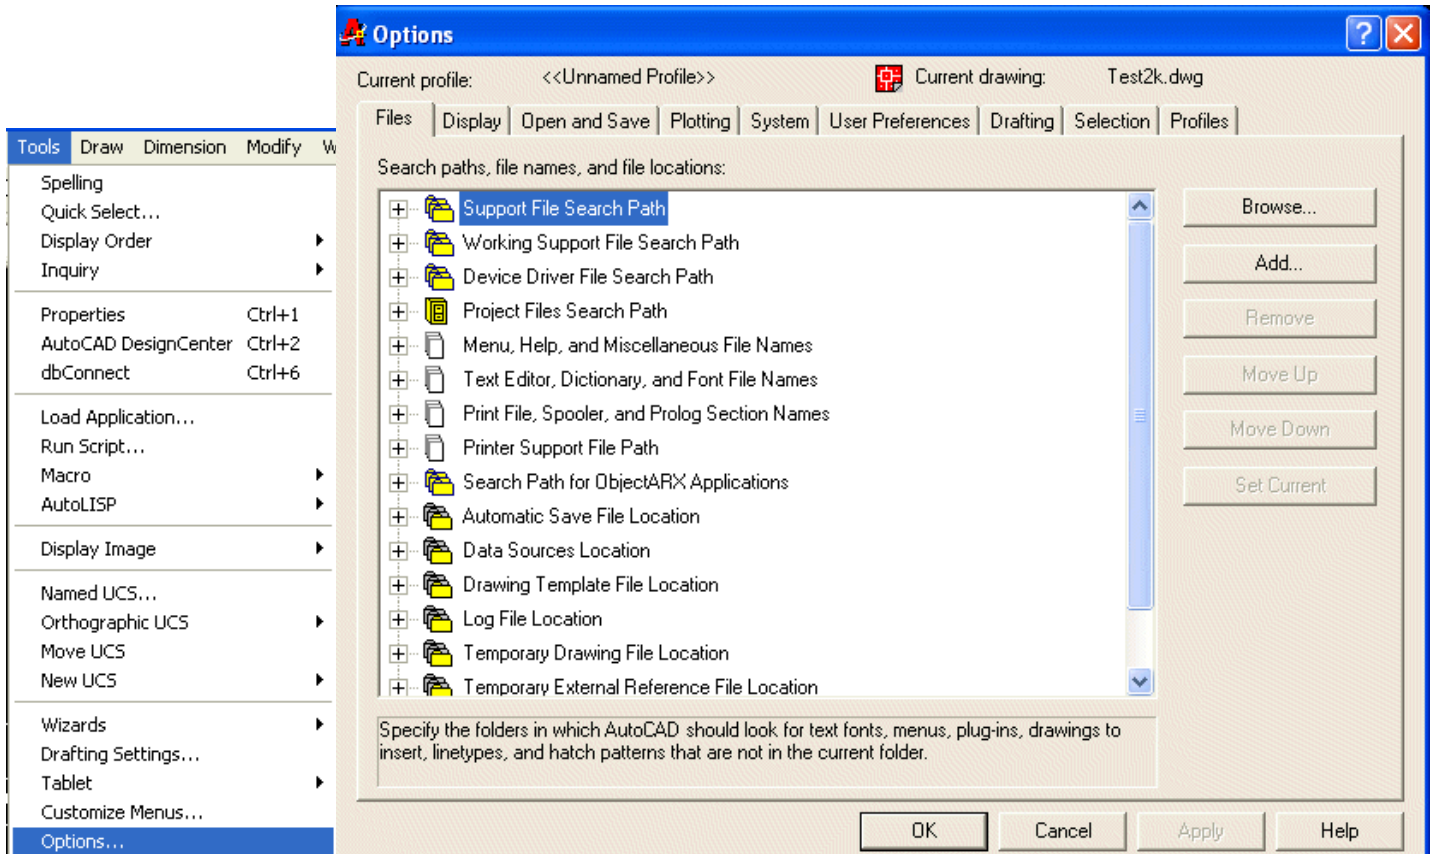 Tools Draw Dimension Modify W
Spelling
Quick Select...
Display Order
Inquiry
Properties Ctrl+1
AutoCAD DesignCenter Ctrl+2
dbConnect Ctrl+6
Load Application...
Run Script...
Macro
AutoLISP
Display Image
Named UCS...
Orthographic UCS
Move UCS
New UCS
Wizards
Drafting Settings...
Tablet
Customize Menus...
Options...
Options
Current profile: <<Unnamed Profile>> Current drawing: Test2k.dwg
Files Display Open and Save Plotting System User Preferences Drafting Selection Profiles
Search paths, file names, and file locations:
Support File Search Path
Working Support File Search Path
Device Driver File Search Path
Project Files Search Path
Menu, Help, and Miscellaneous File Names
Text Editor, Dictionary, and Font File Names
Print File, Spooler, and Prolog Section Names
Printer Support File Path
Search Path for ObjectARX Applications
Automatic Save File Location
Data Sources Location
Drawing Template File Location
Log File Location
Temporary Drawing File Location
Temporary External Reference File Location
Browse...
Add...
Remove
Move Up
Move Down
Set Current
Specify the folders in which AutoCAD should look for text fonts, menus, plug-ins, drawings to
insert, linetypes, and hatch patterns that are not in the current folder.
OK Cancel Apply Help